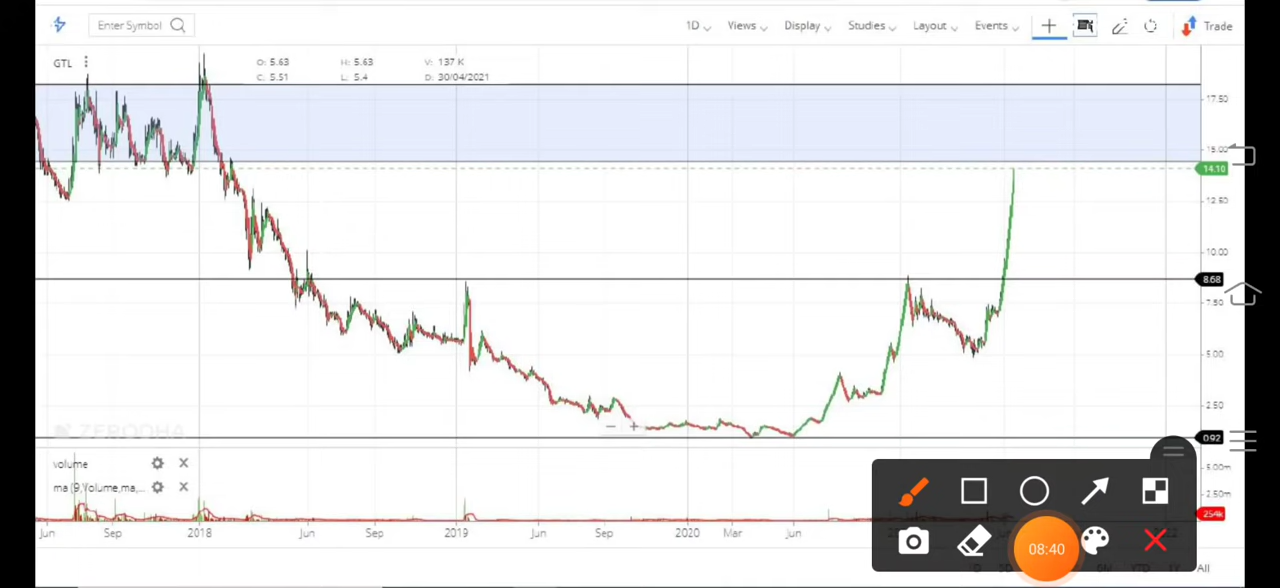 Enter Symbol 1D Views Display Studies Layout Events Trade
GTL O: 5.63 H: 5.63 V: 137 K
C: 5.51 L: 5.4 D: 30/04/2021
17.50
15.00
14.10
12.50
10.00
8.68
7.50
5.00
2.50
ZERODHA
0.92
volume
5.00m
ma (9,Volume,ma,...
2.50m
254k
Jun Sep 2018 Jun Sep 2019 Jun Sep 2020 Mar Jun
08:40
All